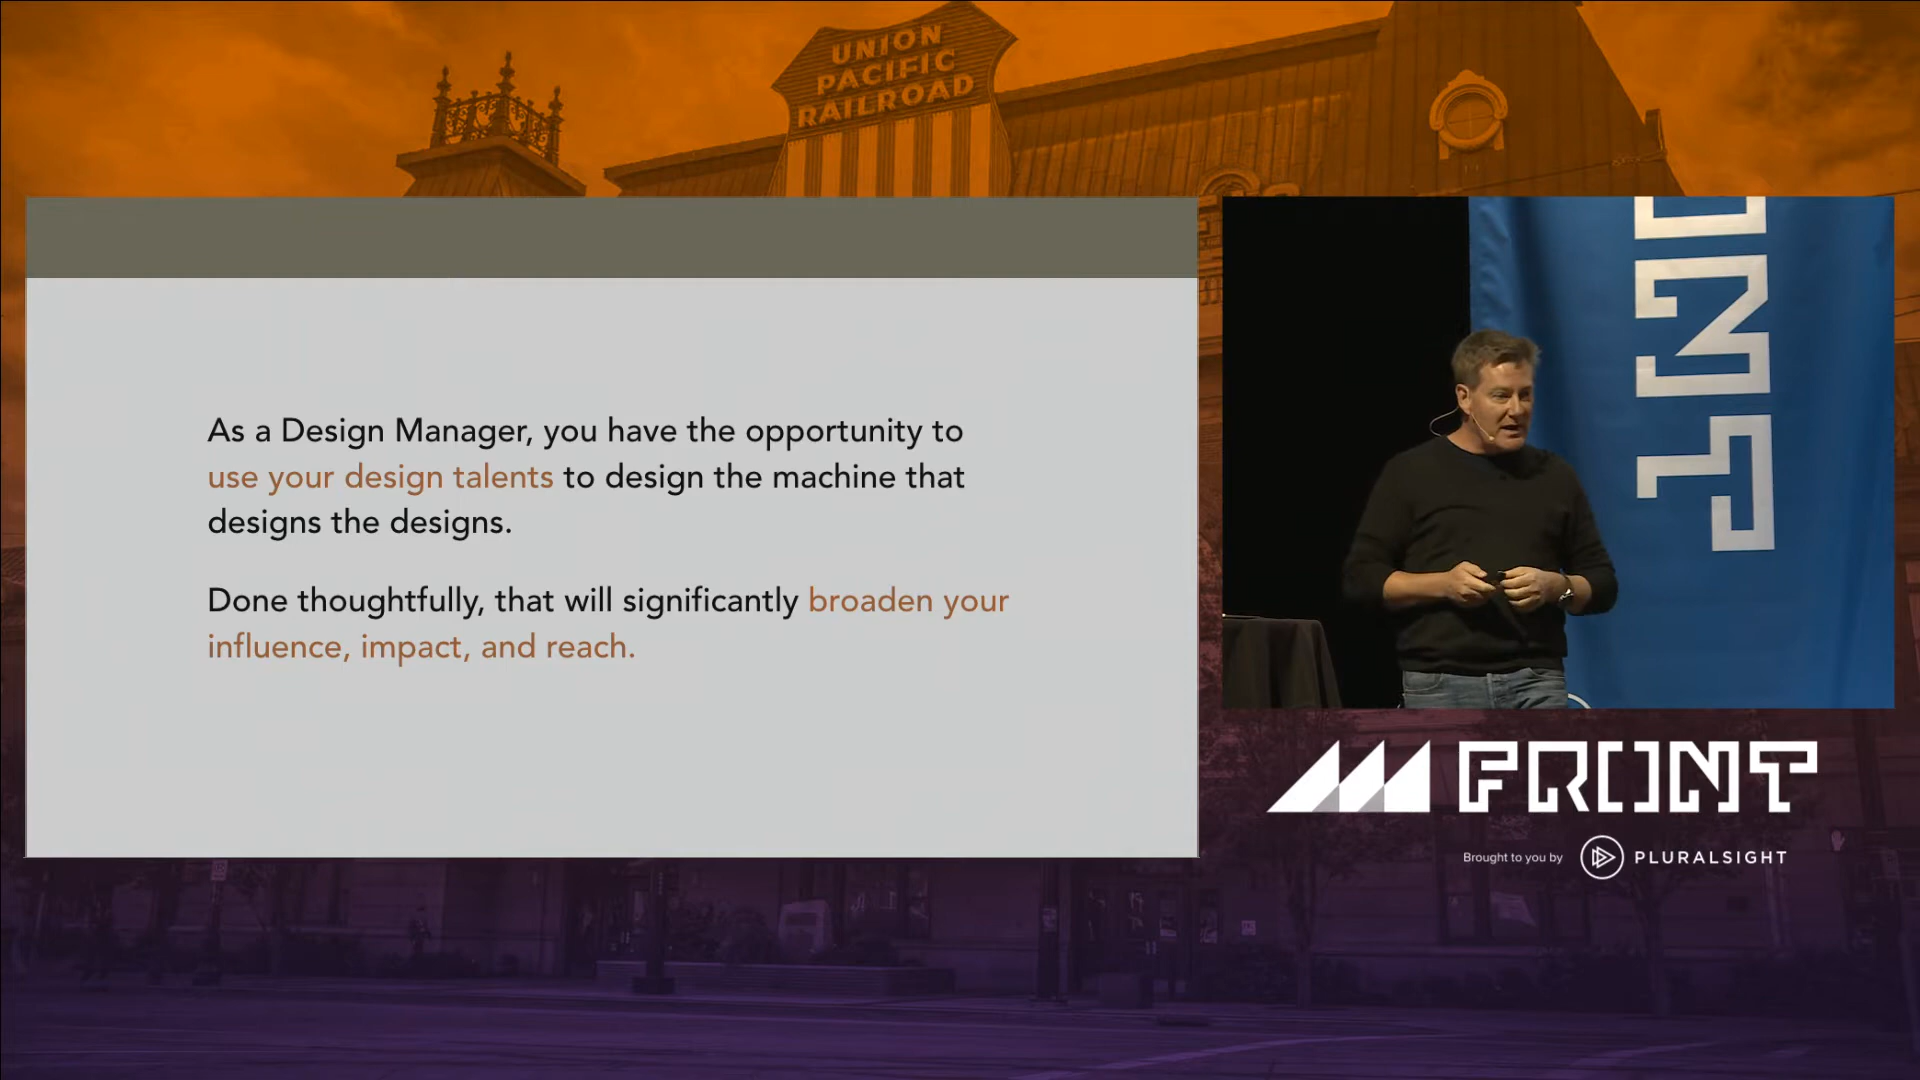 UNION
PACIFIC
RAILROAD
As a Design Manager, you have the opportunity to
use your design talents to design the machine that
designs the designs.
Done thoughtfully, that will significantly broaden your
influence, impact, and reach.
NT
FRONT
Brought to you by PLURALSIGHT